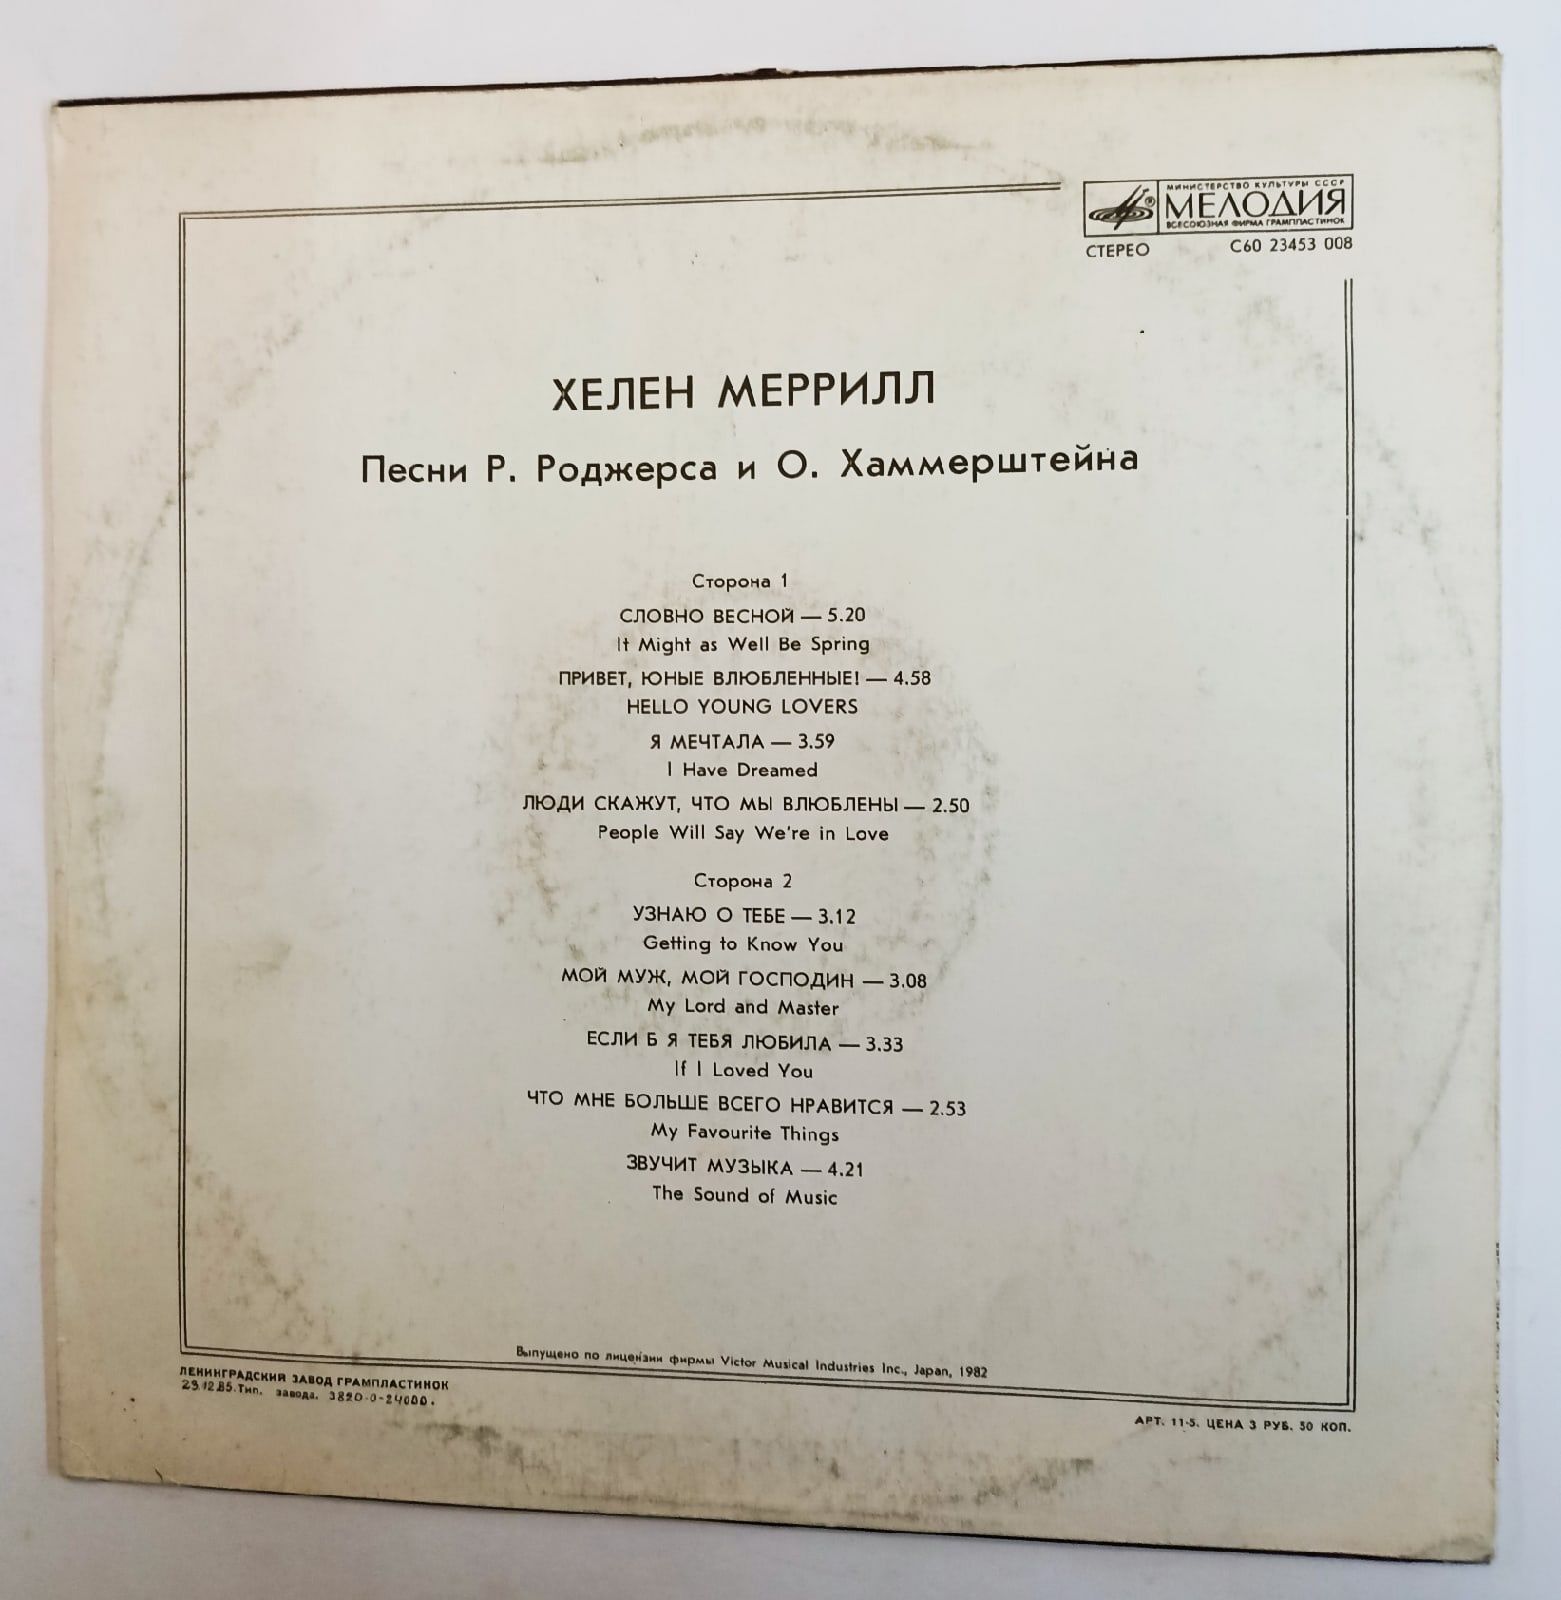 МИНИСТЕРСТВО КУЛЬТУРЫ СССР
МЕЛОДИЯ
ВСЕСОЮЗНАЯ ФИРМА ГРАМПЛАСТИНОК
СТЕРЕО С60 23453 008
ХЕЛЕН МЕРРИЛЛ
Песни Р. Роджерса и О. Хаммерштейна
Сторона 1
СЛОВНО ВЕСНОЙ — 5.20
It Might as Well Be Spring
ПРИВЕТ, ЮНЫЕ ВЛЮБЛЕННЫЕ! — 4.58
HELLO YOUNG LOVERS
Я МЕЧТАЛА — 3.59
I Have Dreamed
ЛЮДИ СКАЖУТ, ЧТО МЫ ВЛЮБЛЕНЫ — 2.50
People Will Say We're in Love
Сторона 2
УЗНАЮ О ТЕБЕ — 3.12
Getting to Know You
МОЙ МУЖ, МОЙ ГОСПОДИН — 3.08
My Lord and Master
ЕСЛИ Б Я ТЕБЯ ЛЮБИЛА — 3.33
If I Loved You
ЧТО МНЕ БОЛЬШЕ ВСЕГО НРАВИТСЯ — 2.53
My Favourite Things
ЗВУЧИТ МУЗЫКА — 4.21
The Sound of Music
Выпущено по лицензии фирмы Victor Musical Industries Inc., Japan, 1982
ЛЕНИНГРАДСКИЙ ЗАВОД ГРАМПЛАСТИНОК
29.12.85. Тип. завода. 3820-0-24000.
АРТ. 11-5. ЦЕНА 3 РУБ. 50 КОП.